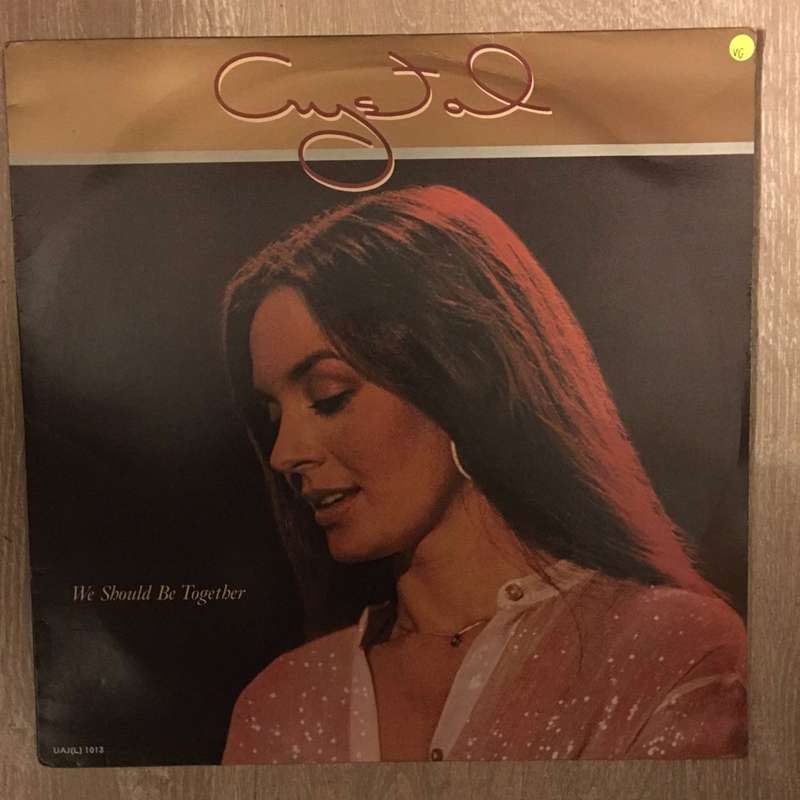 Crystal
VG
We Should Be Together
UAJ(L) 1013